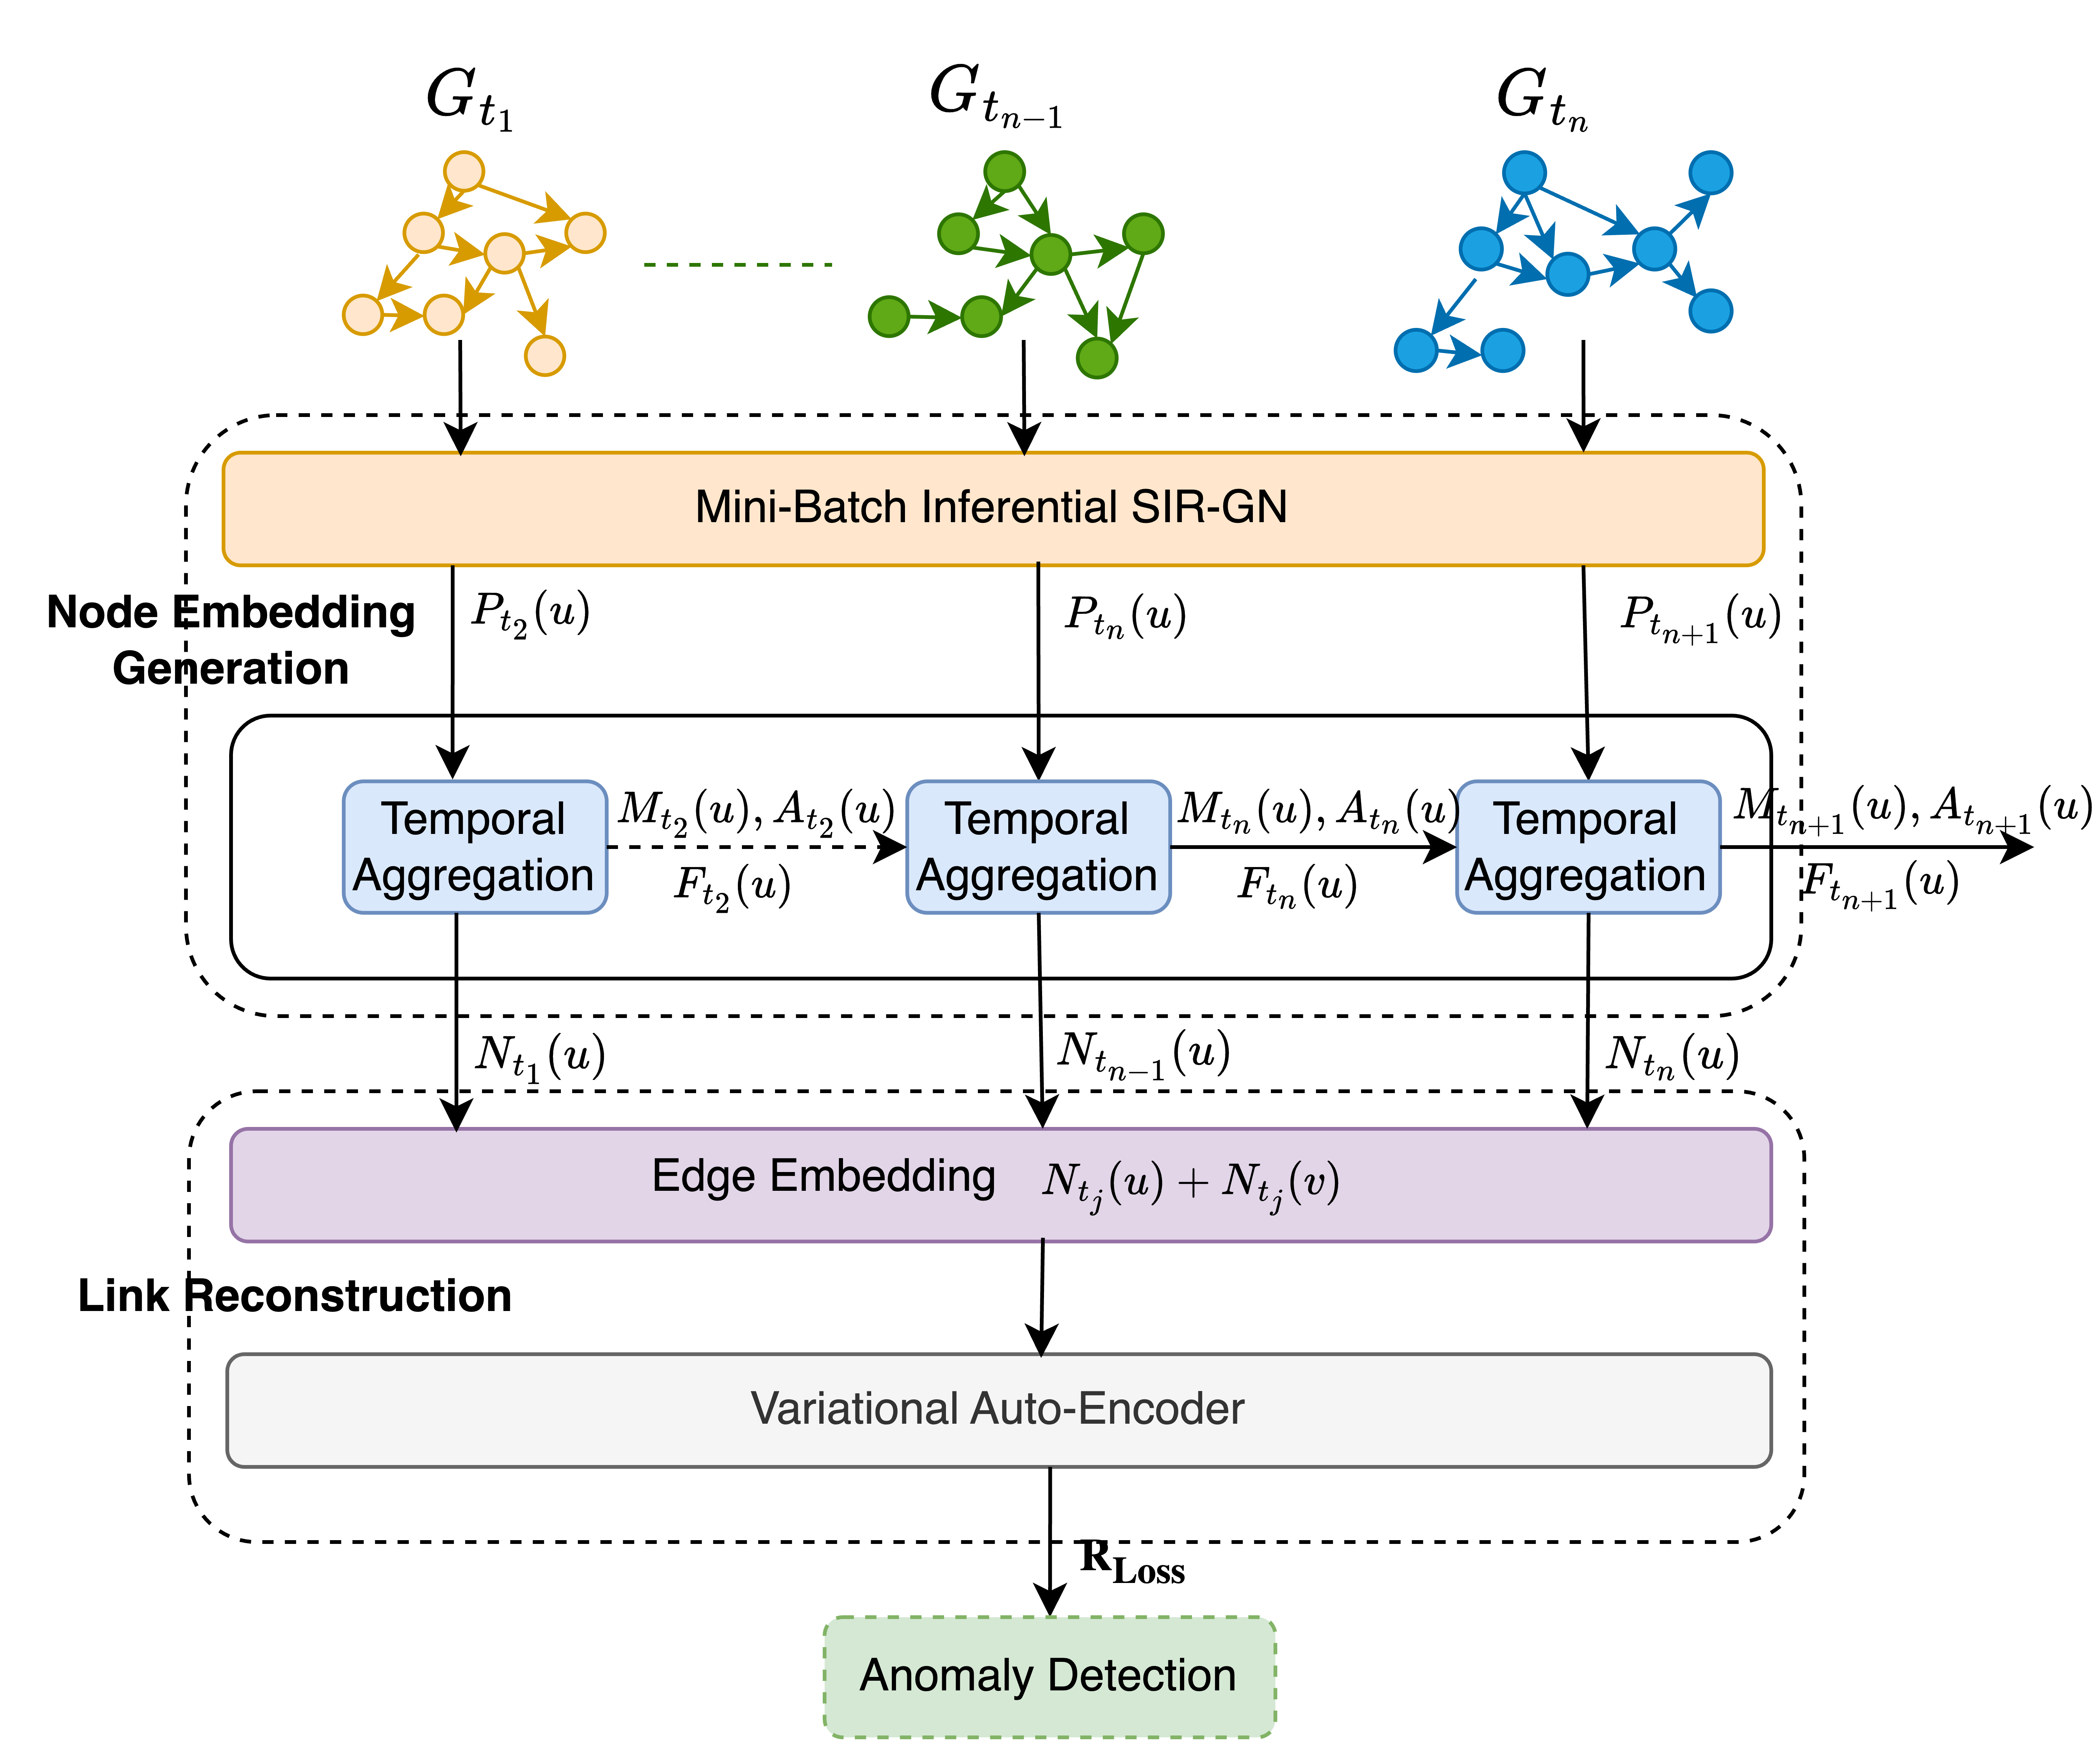 G_{t_1}
G_{t_{n-1}}
G_{t_n}
Mini-Batch Inferential SIR-GN
Node Embedding
Generation
P_{t_2}(u)
P_{t_n}(u)
P_{t_{n+1}}(u)
Temporal
Aggregation
M_{t_2}(u), A_{t_2}(u)
F_{t_2}(u)
Temporal
Aggregation
M_{t_n}(u), A_{t_n}(u)
F_{t_n}(u)
Temporal
Aggregation
M_{t_{n+1}}(u), A_{t_{n+1}}(u)
F_{t_{n+1}}(u)
N_{t_1}(u)
N_{t_{n-1}}(u)
N_{t_n}(u)
Edge Embedding N_{t_j}(u) + N_{t_j}(v)
Link Reconstruction
Variational Auto-Encoder
R_{Loss}
Anomaly Detection